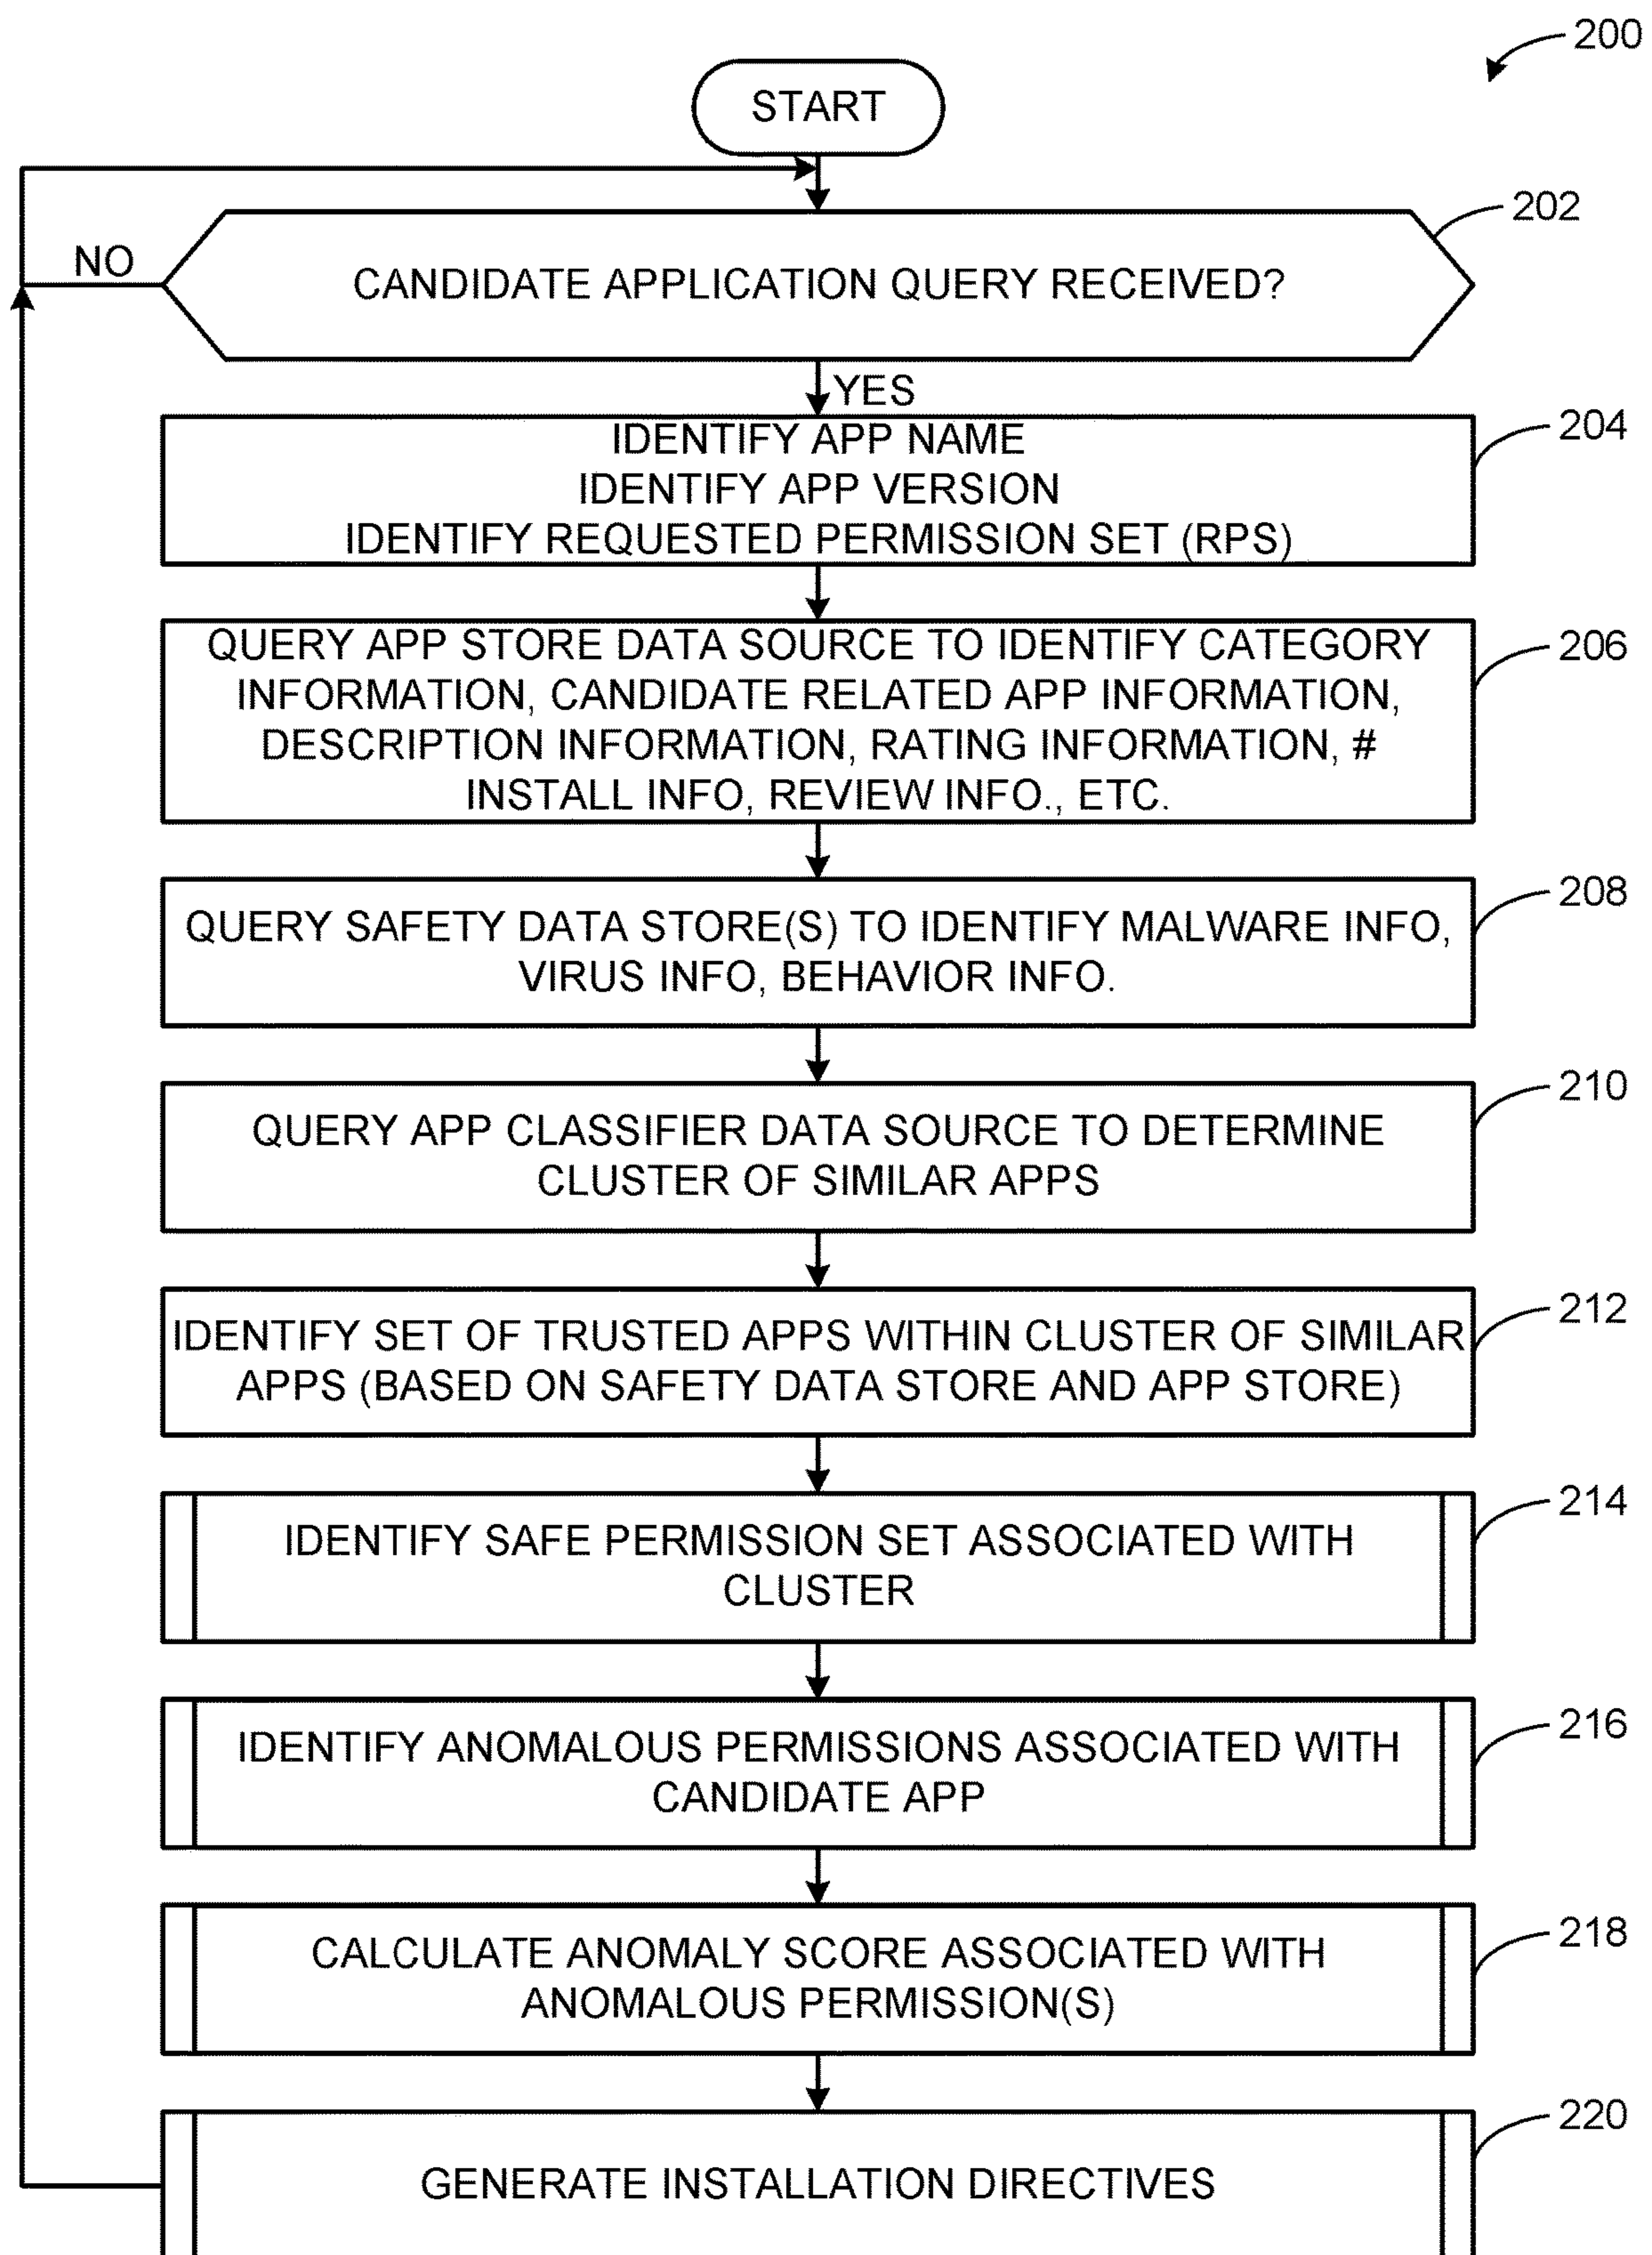 200
START
202
NO
CANDIDATE APPLICATION QUERY RECEIVED?
YES
204
IDENTIFY APP NAME
IDENTIFY APP VERSION
IDENTIFY REQUESTED PERMISSION SET (RPS)
206
QUERY APP STORE DATA SOURCE TO IDENTIFY CATEGORY
INFORMATION, CANDIDATE RELATED APP INFORMATION,
DESCRIPTION INFORMATION, RATING INFORMATION, #
INSTALL INFO, REVIEW INFO., ETC.
208
QUERY SAFETY DATA STORE(S) TO IDENTIFY MALWARE INFO,
VIRUS INFO, BEHAVIOR INFO.
210
QUERY APP CLASSIFIER DATA SOURCE TO DETERMINE
CLUSTER OF SIMILAR APPS
212
IDENTIFY SET OF TRUSTED APPS WITHIN CLUSTER OF SIMILAR
APPS (BASED ON SAFETY DATA STORE AND APP STORE)
214
IDENTIFY SAFE PERMISSION SET ASSOCIATED WITH
CLUSTER
216
IDENTIFY ANOMALOUS PERMISSIONS ASSOCIATED WITH
CANDIDATE APP
218
CALCULATE ANOMALY SCORE ASSOCIATED WITH
ANOMALOUS PERMISSION(S)
220
GENERATE INSTALLATION DIRECTIVES